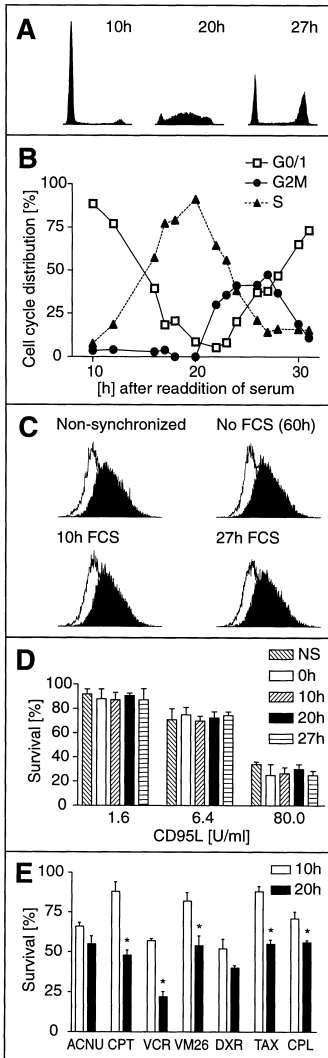 A
10h 20h 27h
B
G0/1
G2M
S
Cell cycle distribution [%]
100
75
50
25
0
10 20 30
[h] after readdition of serum
C
Non-synchronized No FCS (60h)
10h FCS 27h FCS
D
NS
0h
10h
20h
27h
Survival [%]
100
80
60
40
20
0
1.6 6.4 80.0
CD95L [U/ml]
E
10h
20h
Survival [%]
100
75
50
25
0
* * * * *
ACNU CPT VCR VM26 DXR TAX CPL